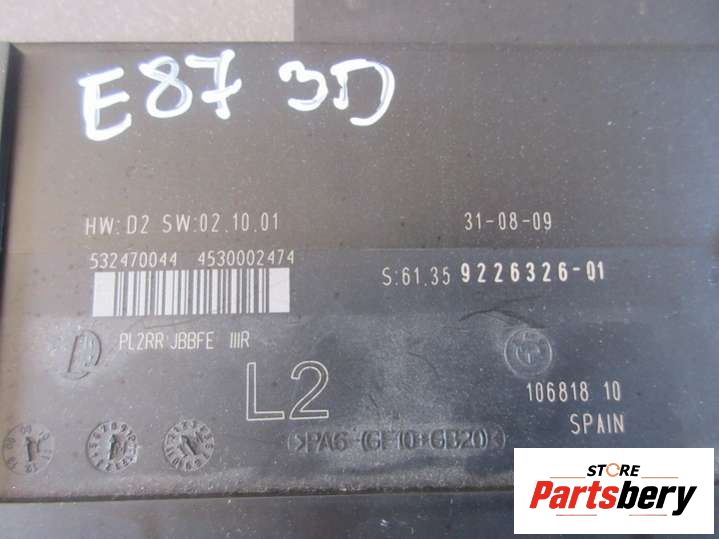 E87 3D
HW: D2 SW:02.10.01
31-08-09
532470044 4530002474
S:61.35 9226326-01
PL2RR JBBFE IIIR
L2
106818 10
SPAIN
>PA6 (GF10+GB20)<
STORE
Partsbery